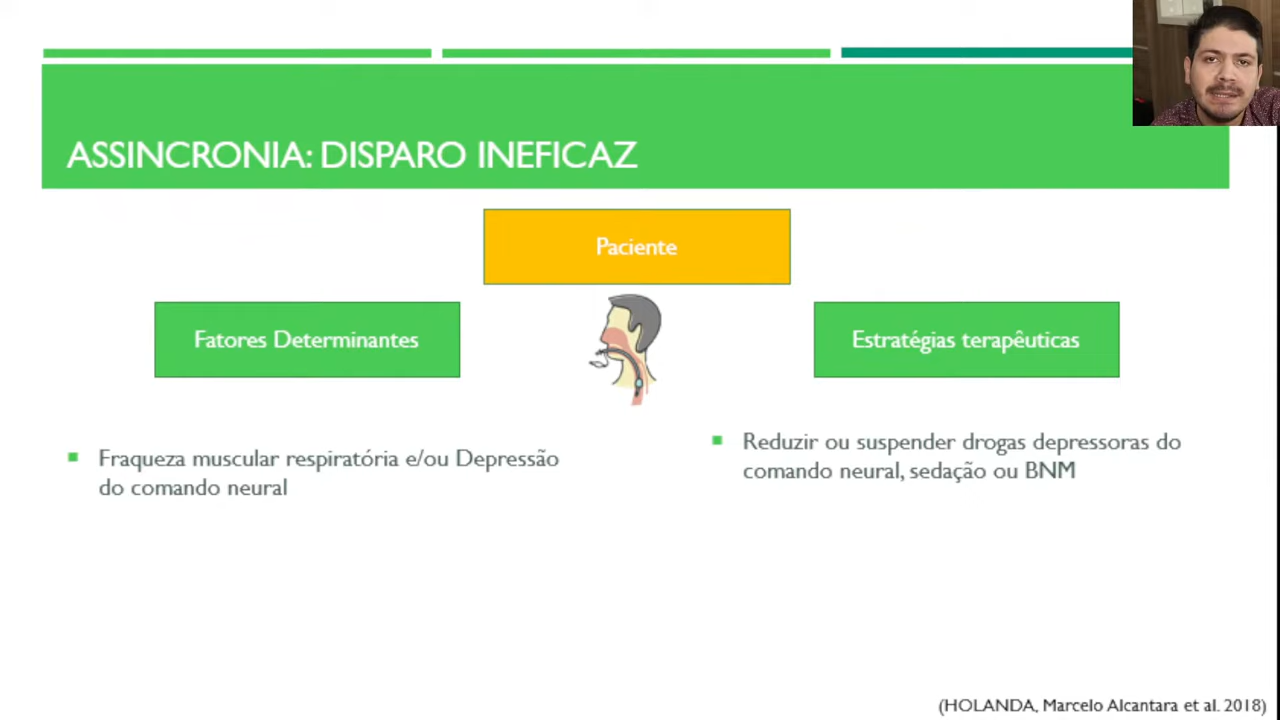 ASSINCRONIA: DISPARO INEFICAZ
Paciente
Fatores Determinantes
Estratégias terapêuticas
Fraqueza muscular respiratória e/ou Depressão
do comando neural
Reduzir ou suspender drogas depressoras do
comando neural, sedação ou BNM
(HOLANDA, Marcelo Alcantara et al. 2018)